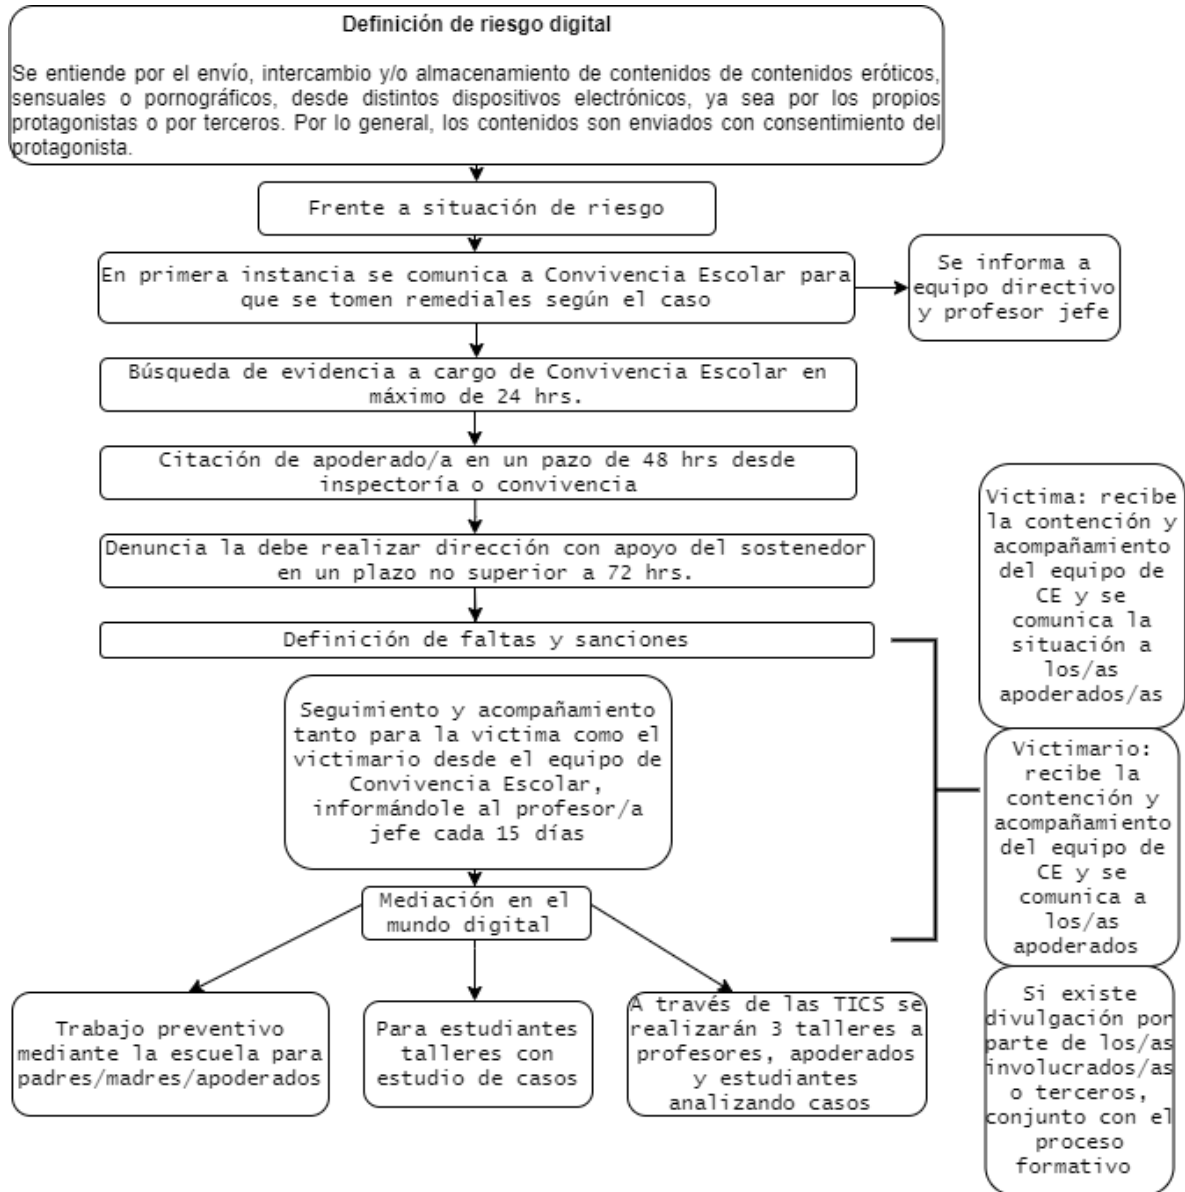 Definición de riesgo digital
Se entiende por el envío, intercambio y/o almacenamiento de contenidos de contenidos eróticos,
sensuales o pornográficos, desde distintos dispositivos electrónicos, ya sea por los propios
protagonistas o por terceros. Por lo general, los contenidos son enviados con consentimiento del
protagonista.
Frente a situación de riesgo
En primera instancia se comunica a Convivencia Escolar para
que se tomen remediales según el caso
Se informa a
equipo directivo
y profesor jefe
Búsqueda de evidencia a cargo de Convivencia Escolar en
máximo de 24 hrs.
Citación de apoderado/a en un pazo de 48 hrs desde
inspectoría o convivencia
Denuncia la debe realizar dirección con apoyo del sostenedor
en un plazo no superior a 72 hrs.
Definición de faltas y sanciones
Seguimiento y acompañamiento
tanto para la victima como el
victimario desde el equipo de
Convivencia Escolar,
informándole al profesor/a
jefe cada 15 días
Mediación en el
mundo digital
Trabajo preventivo
mediante la escuela para
padres/madres/apoderados
Para estudiantes
talleres con
estudio de casos
A través de las TICS se
realizarán 3 talleres a
profesores, apoderados
y estudiantes
analizando casos
Victima: recibe
la contención y
acompañamiento
del equipo de
CE y se
comunica la
situación a
los/as
apoderados/as
Victimario:
recibe la
contención y
acompañamiento
del equipo de
CE y se
comunica a
los/as
apoderados
Si existe
divulgación por
parte de los/as
involucrados/as
o terceros,
conjunto con el
proceso
formativo